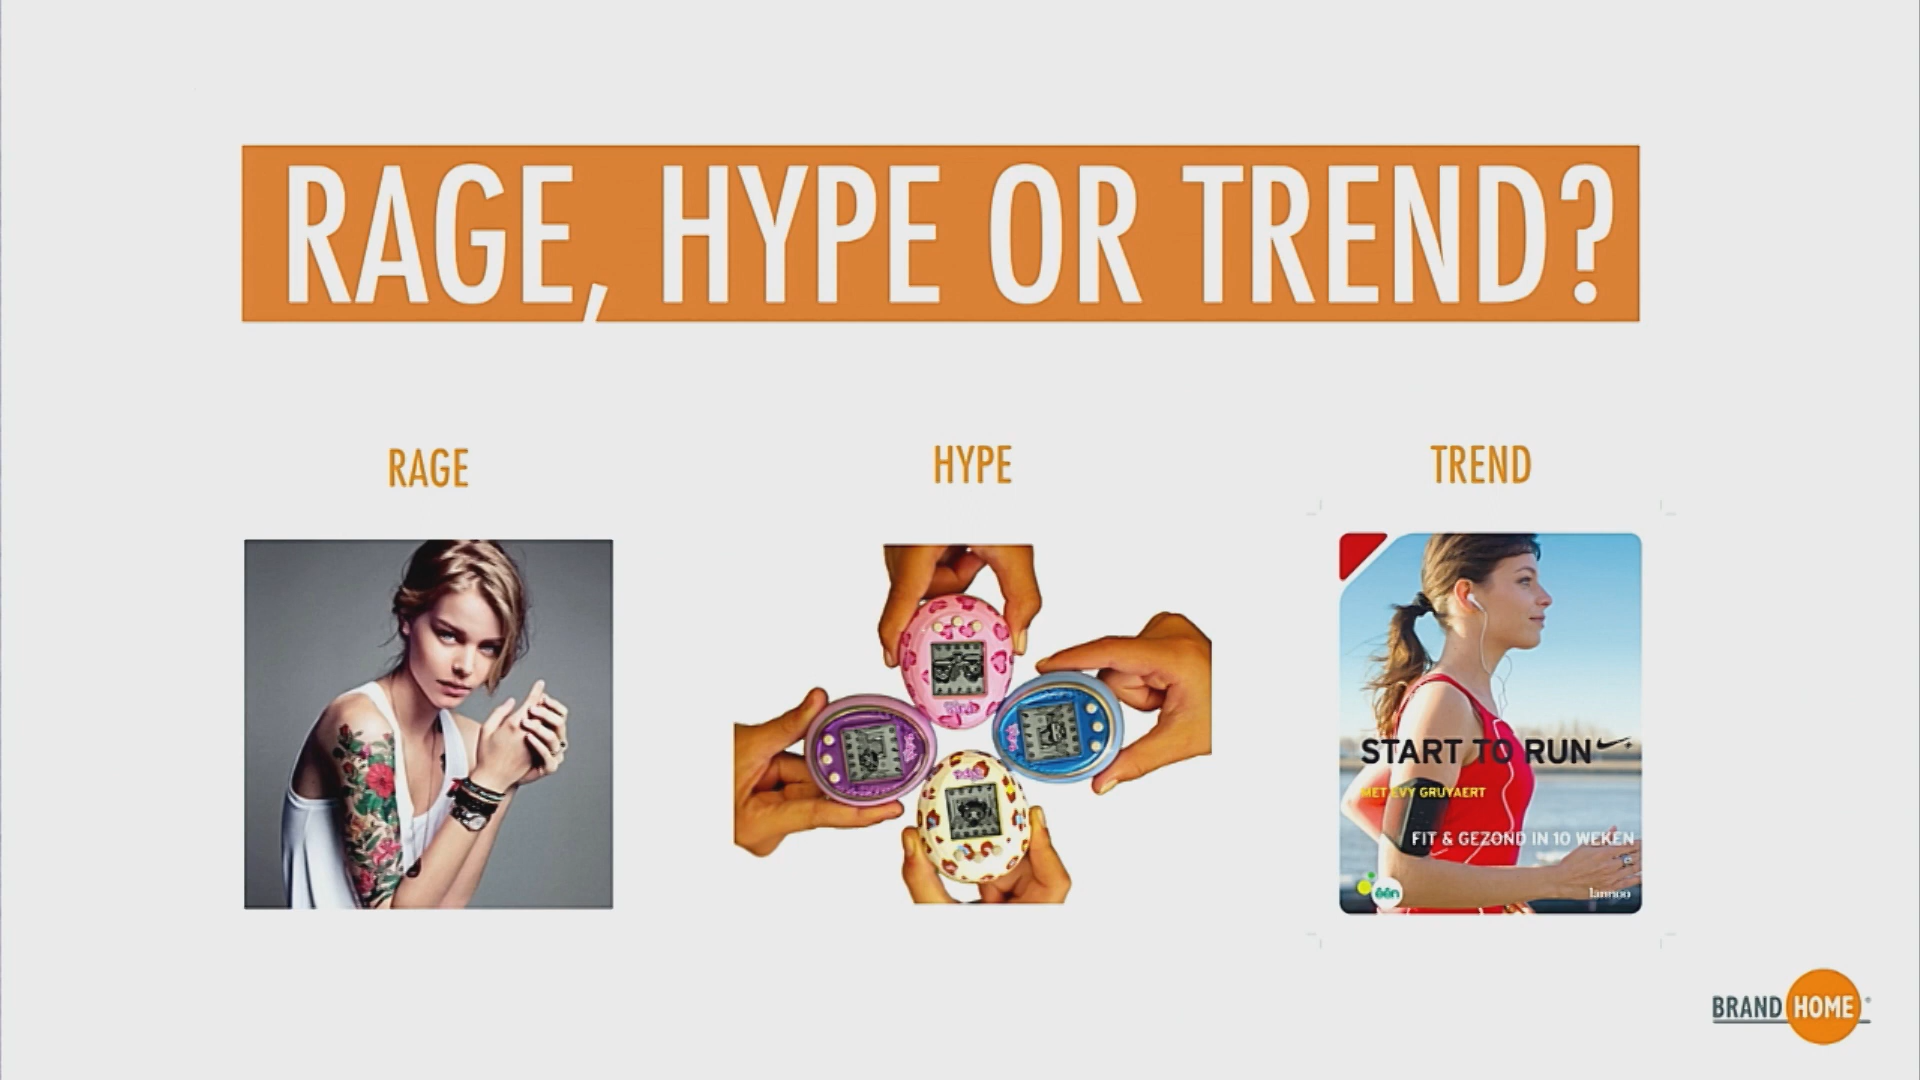 RAGE, HYPE OR TREND?
RAGE
HYPE
TREND
START TO RUN
MET EVY GRUYAERT
FIT & GEZOND IN 10 WEKEN
één
lannoo
BRAND HOME®